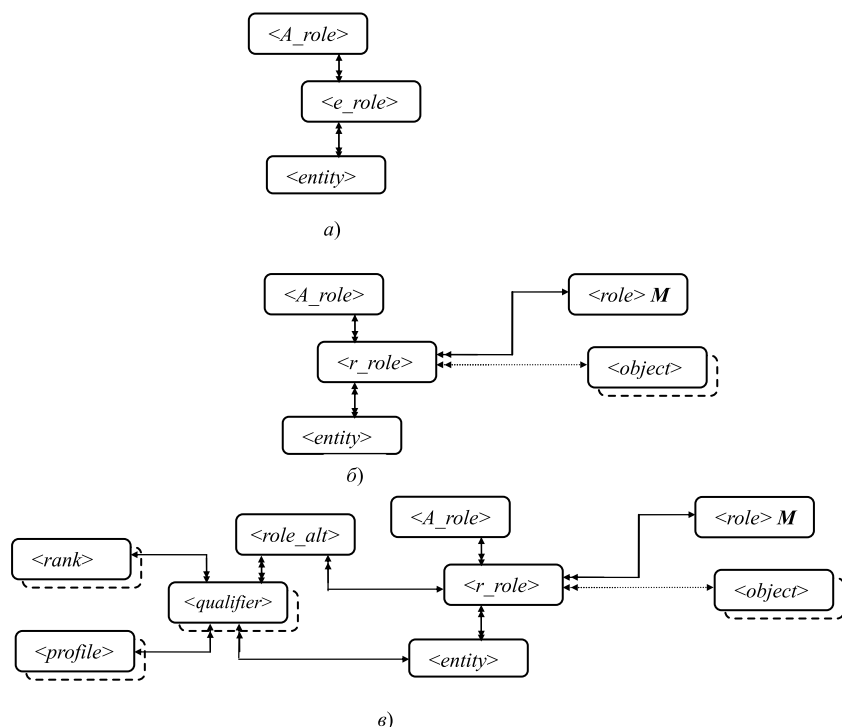 <A_role>
<e_role>
<entity>
а)
<A_role>
<role> M
<r_role>
<object>
<entity>
б)
<A_role>
<role> M
<role_alt>
<rank>
<r_role>
<qualifier>
<object>
<profile>
<entity>
в)